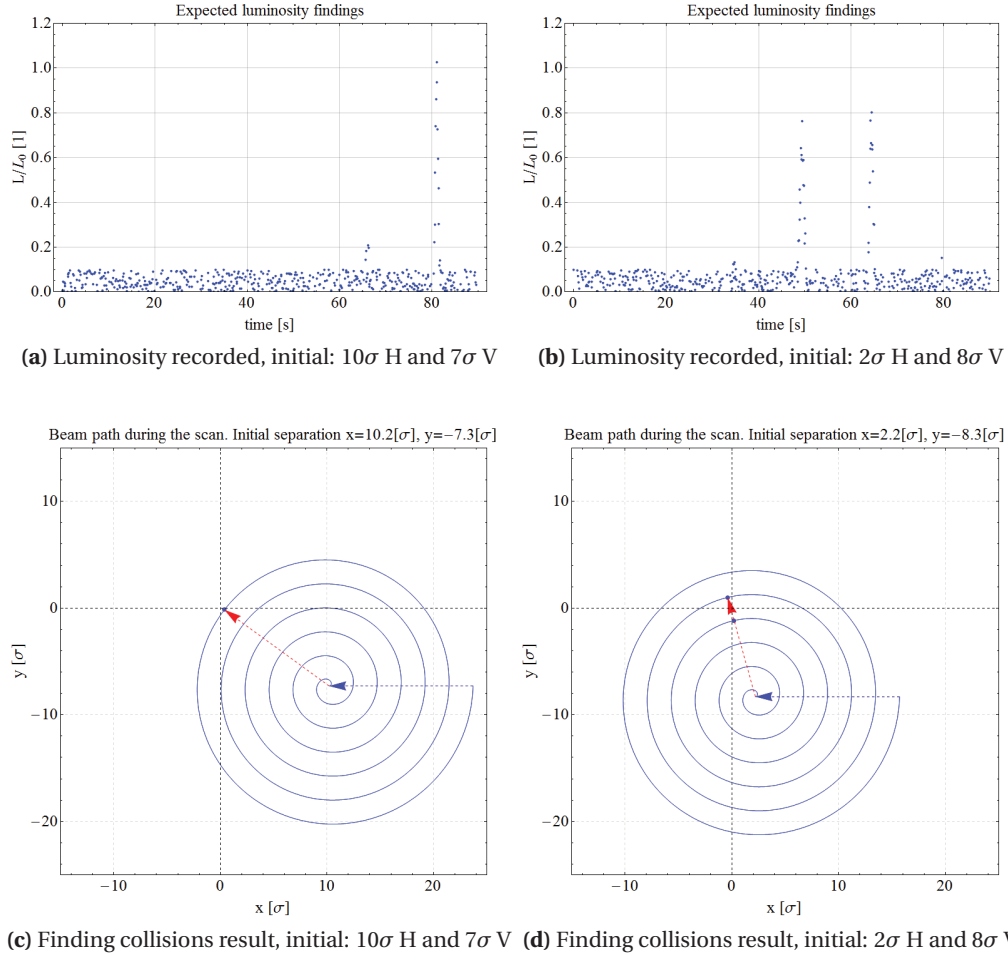 Expected luminosity findings
1.2
1.0
0.8
0.6
0.4
0.2
0.0
L/L₀ [1]
0 20 40 60 80
time [s]
(a) Luminosity recorded, initial: 10σ H and 7σ V
Expected luminosity findings
1.2
1.0
0.8
0.6
0.4
0.2
0.0
L/L₀ [1]
0 20 40 60 80
time [s]
(b) Luminosity recorded, initial: 2σ H and 8σ V
Beam path during the scan. Initial separation x=10.2[σ], y=−7.3[σ]
10
0
−10
−20
y [σ]
−10 0 10 20
x [σ]
(c) Finding collisions result, initial: 10σ H and 7σ V
Beam path during the scan. Initial separation x=2.2[σ], y=−8.3[σ]
10
0
−10
−20
y [σ]
−10 0 10 20
x [σ]
(d) Finding collisions result, initial: 2σ H and 8σ V